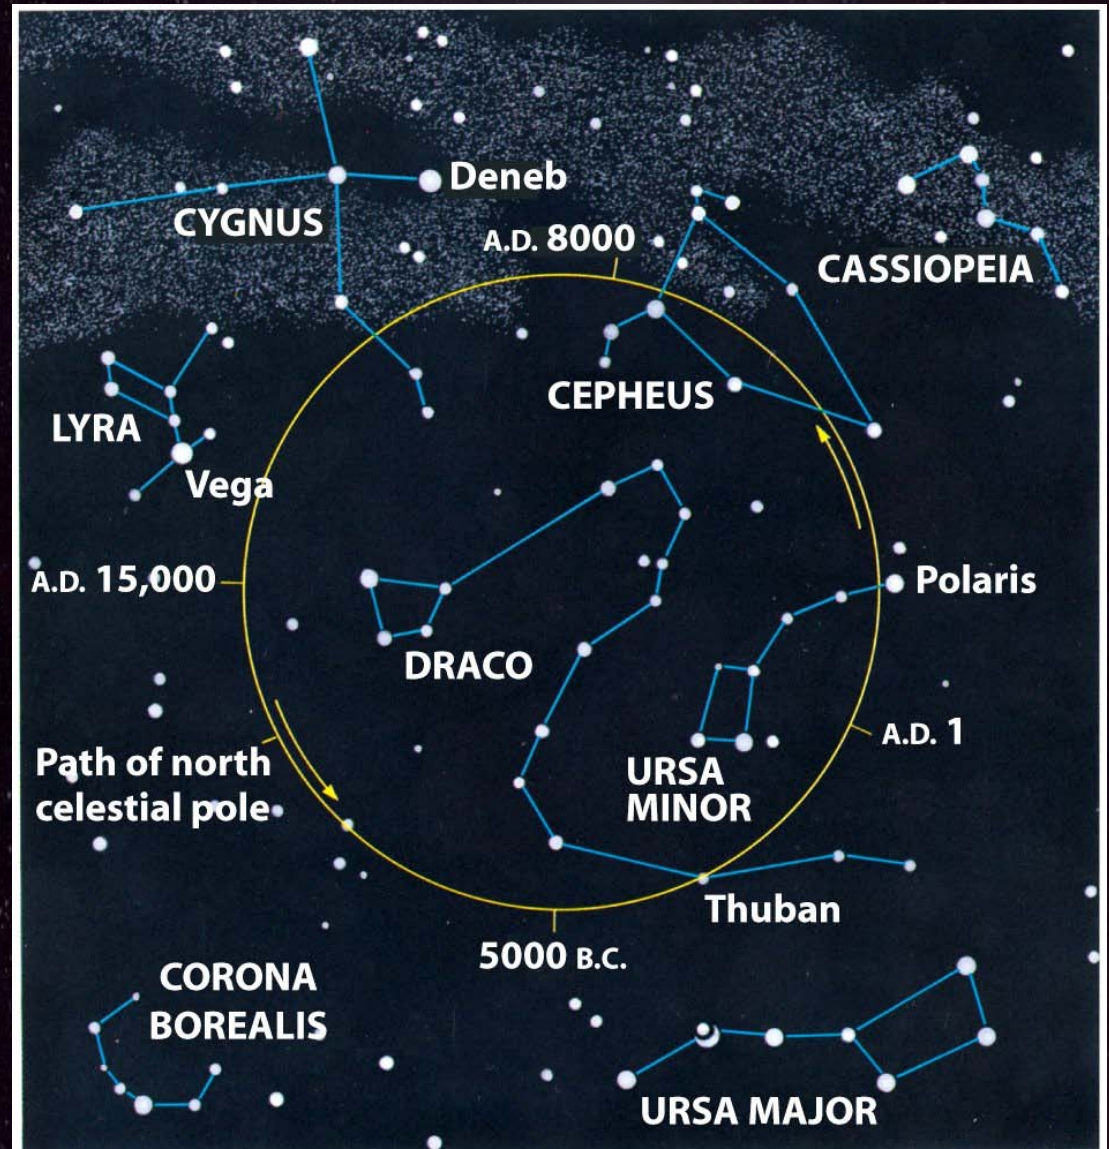 Deneb
CYGNUS
A.D. 8000
CASSIOPEIA
CEPHEUS
LYRA
Vega
A.D. 15,000
Polaris
DRACO
A.D. 1
Path of north
celestial pole
URSA
MINOR
Thuban
5000 B.C.
CORONA
BOREALIS
URSA MAJOR